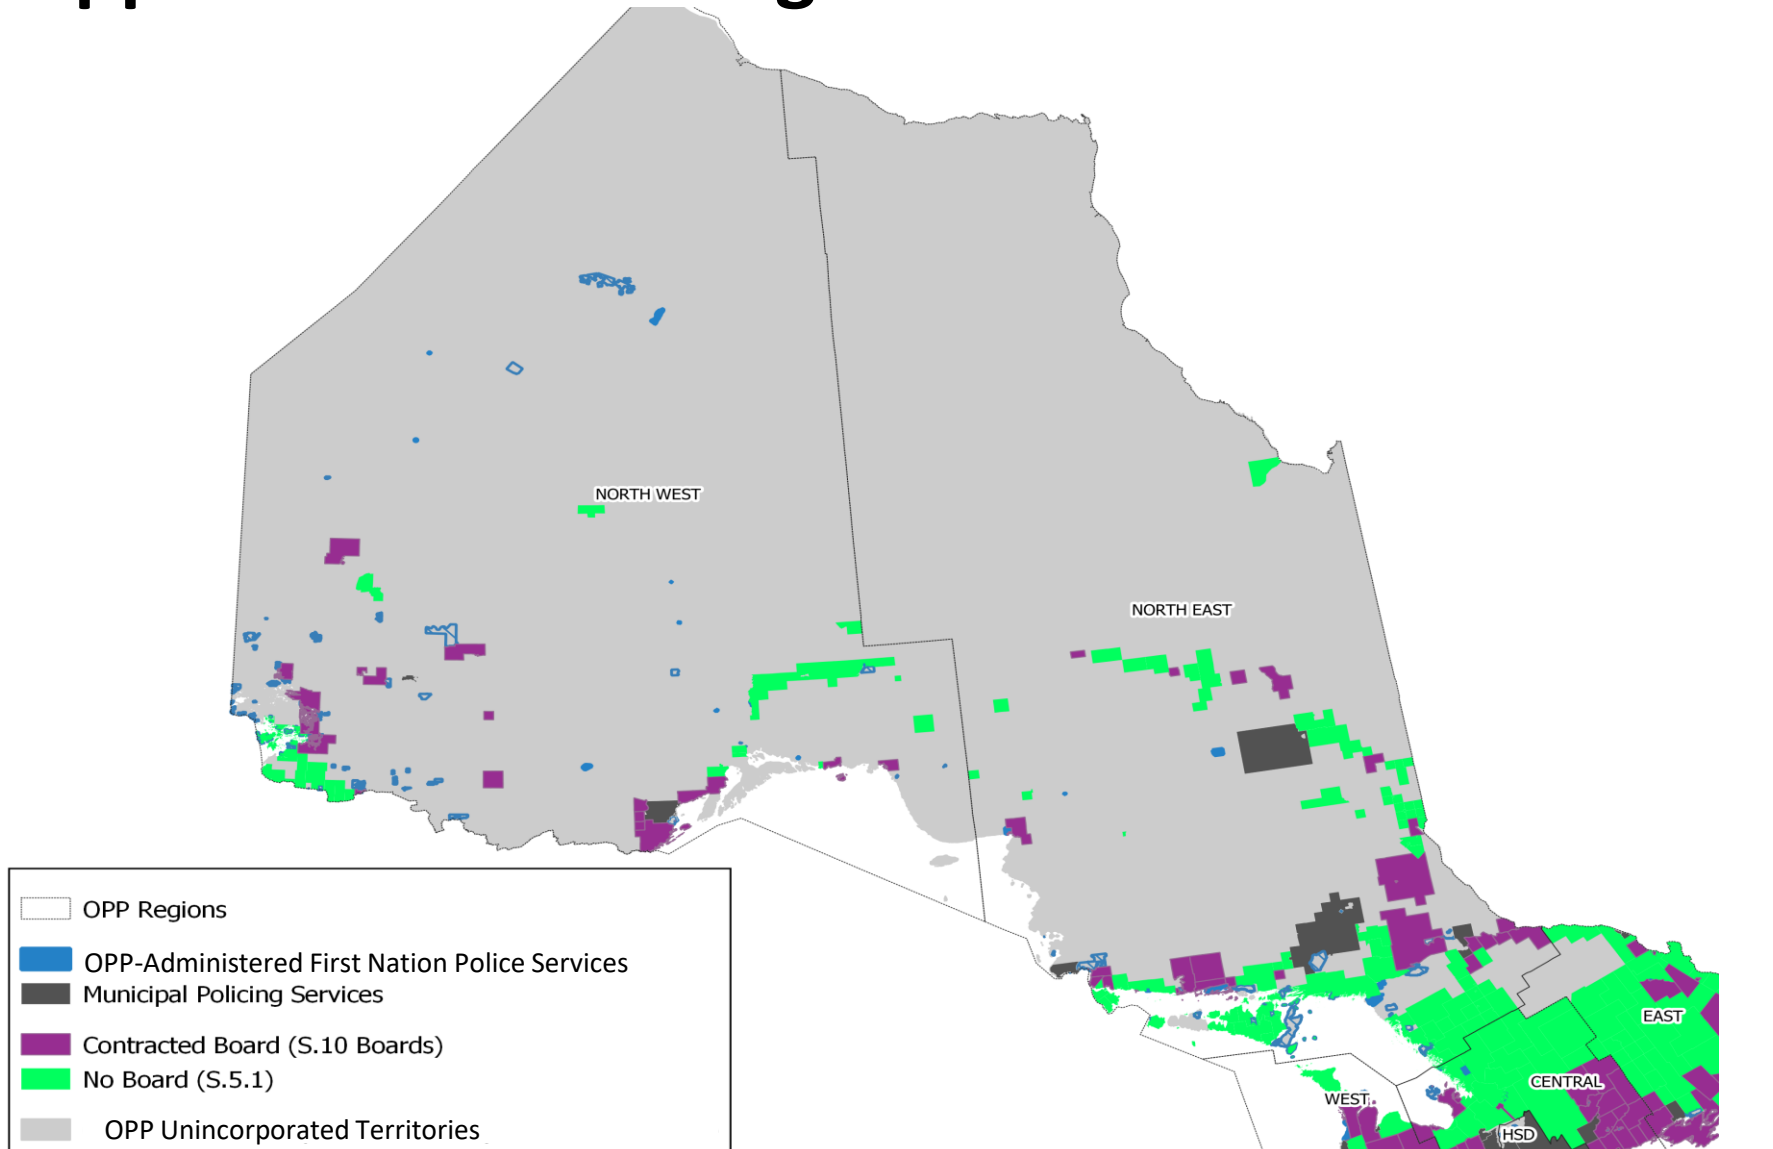 NORTH WEST
NORTH EAST
EAST
CENTRAL
WEST
HSD
OPP Regions
OPP-Administered First Nation Police Services
Municipal Policing Services
Contracted Board (S.10 Boards)
No Board (S.5.1)
OPP Unincorporated Territories